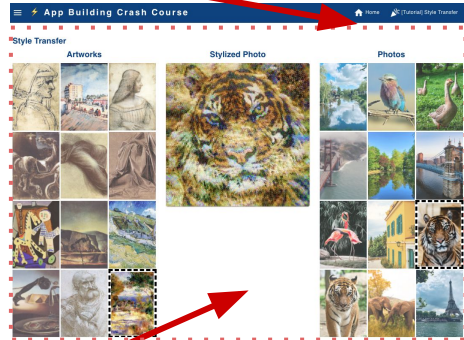 App Building Crash Course
Home
[Tutorial] Style Transfer
Style Transfer
Artworks
Stylized Photo
Photos